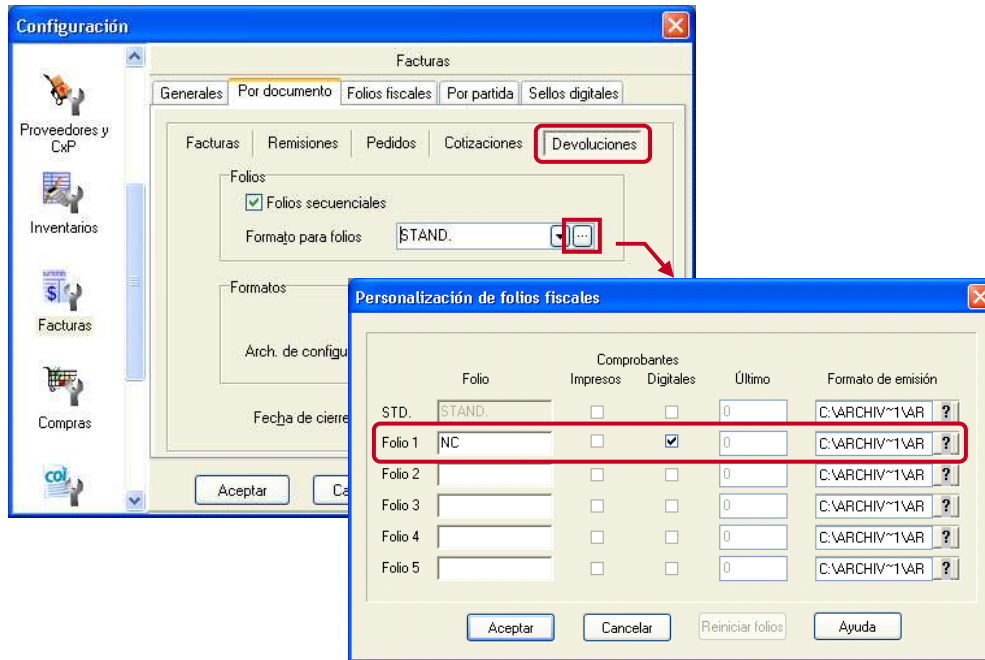 Configuración
Facturas
Generales Por documento Folios fiscales Por partida Sellos digitales
Proveedores y
CxP
Inventarios
Facturas
Compras
COI
Facturas Remisiones Pedidos Cotizaciones Devoluciones
Folios
Folios secuenciales
Formato para folios STAND. ...
Formatos
Arch. de configu
Fecha de cierre
Aceptar Ca
Personalización de folios fiscales
Comprobantes
Folio Impresos Digitales Último Formato de emisión
STD. STAND. 0 C:\ARCHIV~1\AR ?
Folio 1 NC 0 C:\ARCHIV~1\AR ?
Folio 2 0 C:\ARCHIV~1\AR ?
Folio 3 0 C:\ARCHIV~1\AR ?
Folio 4 0 C:\ARCHIV~1\AR ?
Folio 5 0 C:\ARCHIV~1\AR ?
Aceptar Cancelar Reiniciar folios Ayuda